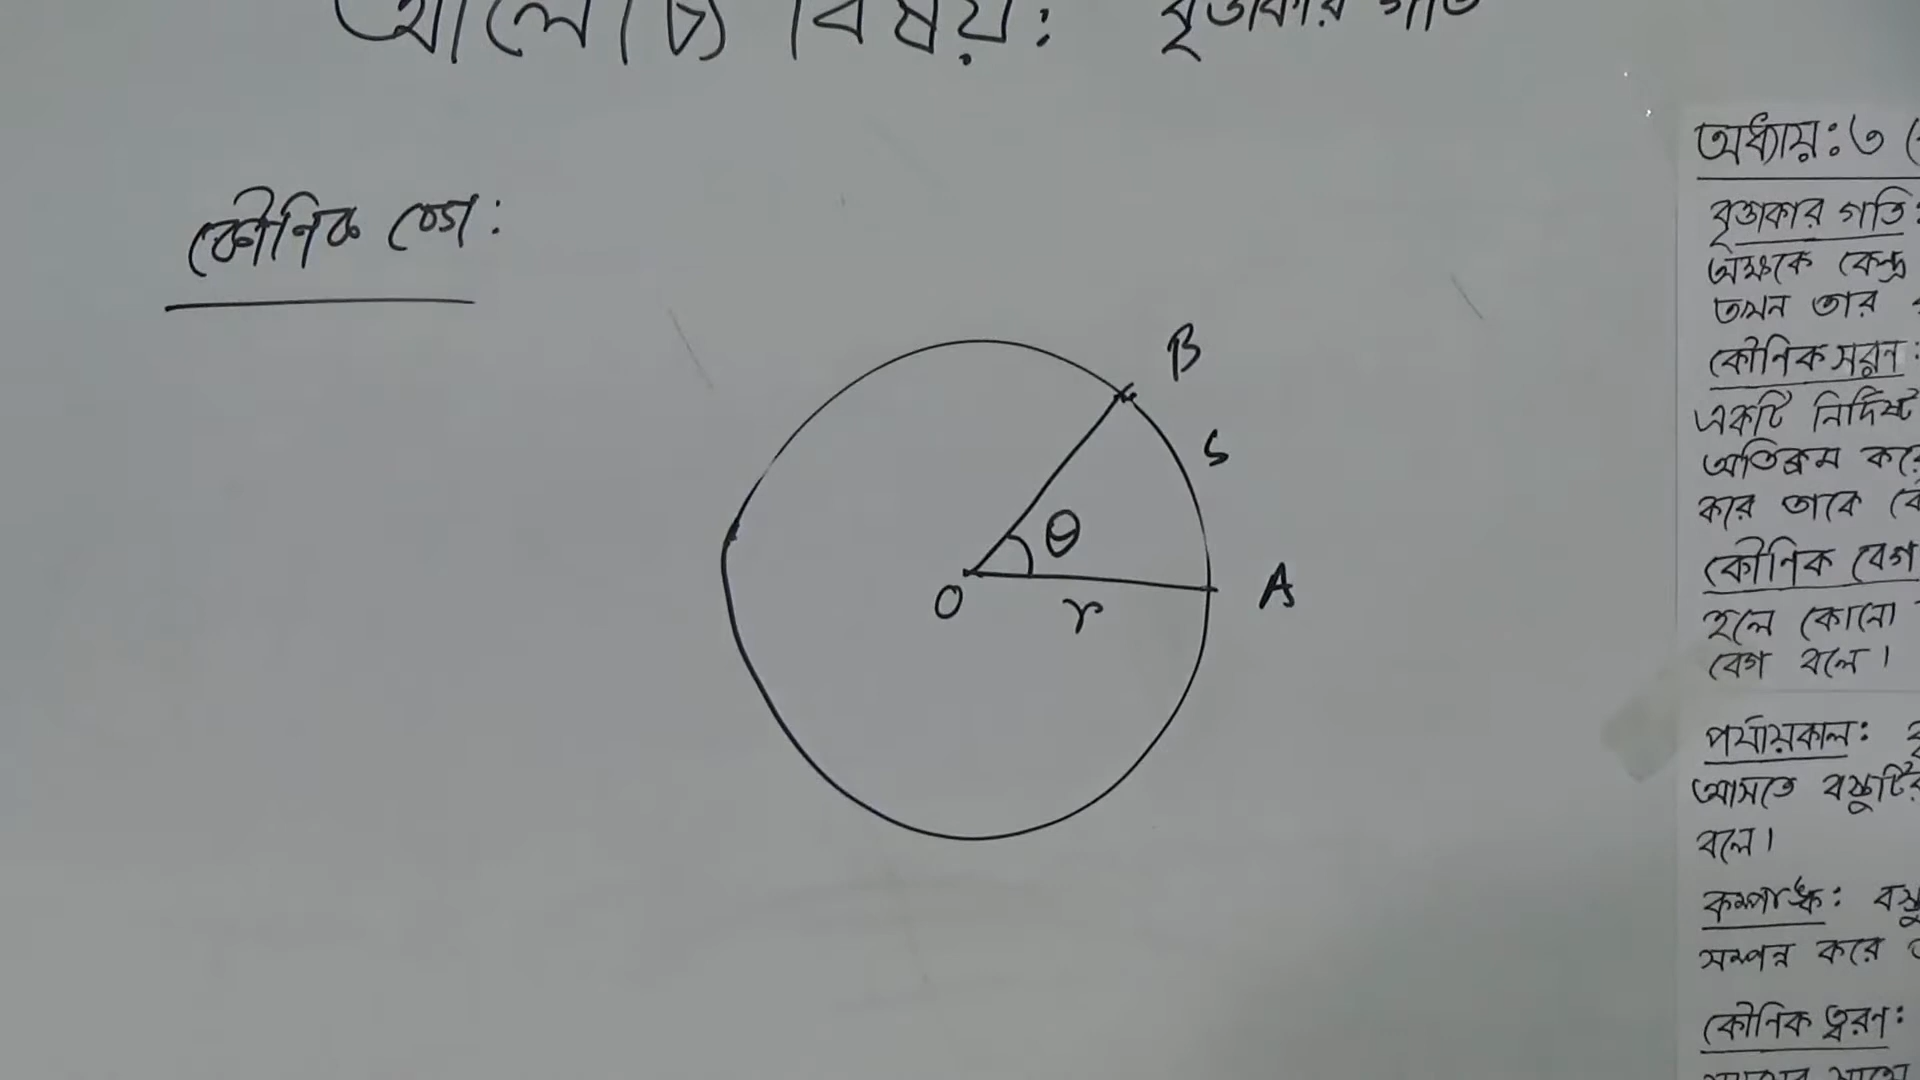 আলোচ্য বিষয়: বৃত্তাকার গতি
কৌনিক বেগ:
B
S
θ
O
r
A
অধ্যায়: ৩
বৃত্তাকার গতি:
অক্ষকে কেন্দ্র
তখন তার
কৌণিক সরণ:
একটি নির্দিষ্ট
অতিক্রম করে
করে তাকে
কৌণিক বেগ
হলে কোনো
বেগ বলে।
পর্যায়কাল:
আসতে বস্তুটির
বলে।
কম্পাঙ্ক:
সম্পন্ন করে
কৌণিক ত্বরণ: